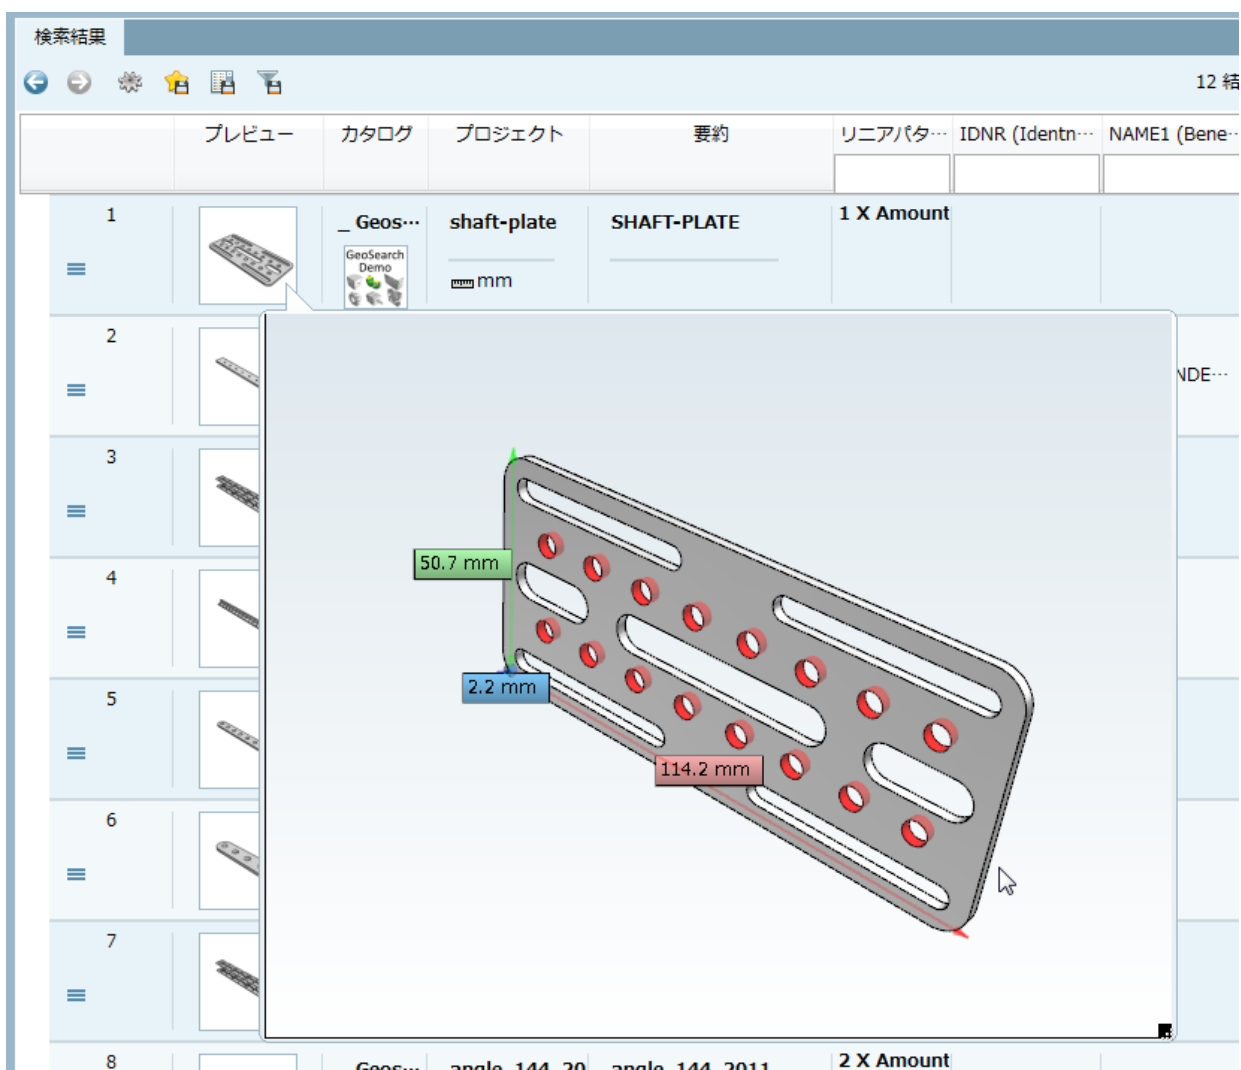 検索結果
12 結
プレビュー カタログ プロジェクト 要約 リニアパタ… IDNR (Identn… NAME1 (Bene…
1 _ Geos… shaft-plate SHAFT-PLATE 1 X Amount
GeoSearch
Demo
mm
2
NDE…
3
4
5
6
7
50.7 mm
2.2 mm
114.2 mm
8 Geos… angle_144_20 angle_144_2011 2 X Amount